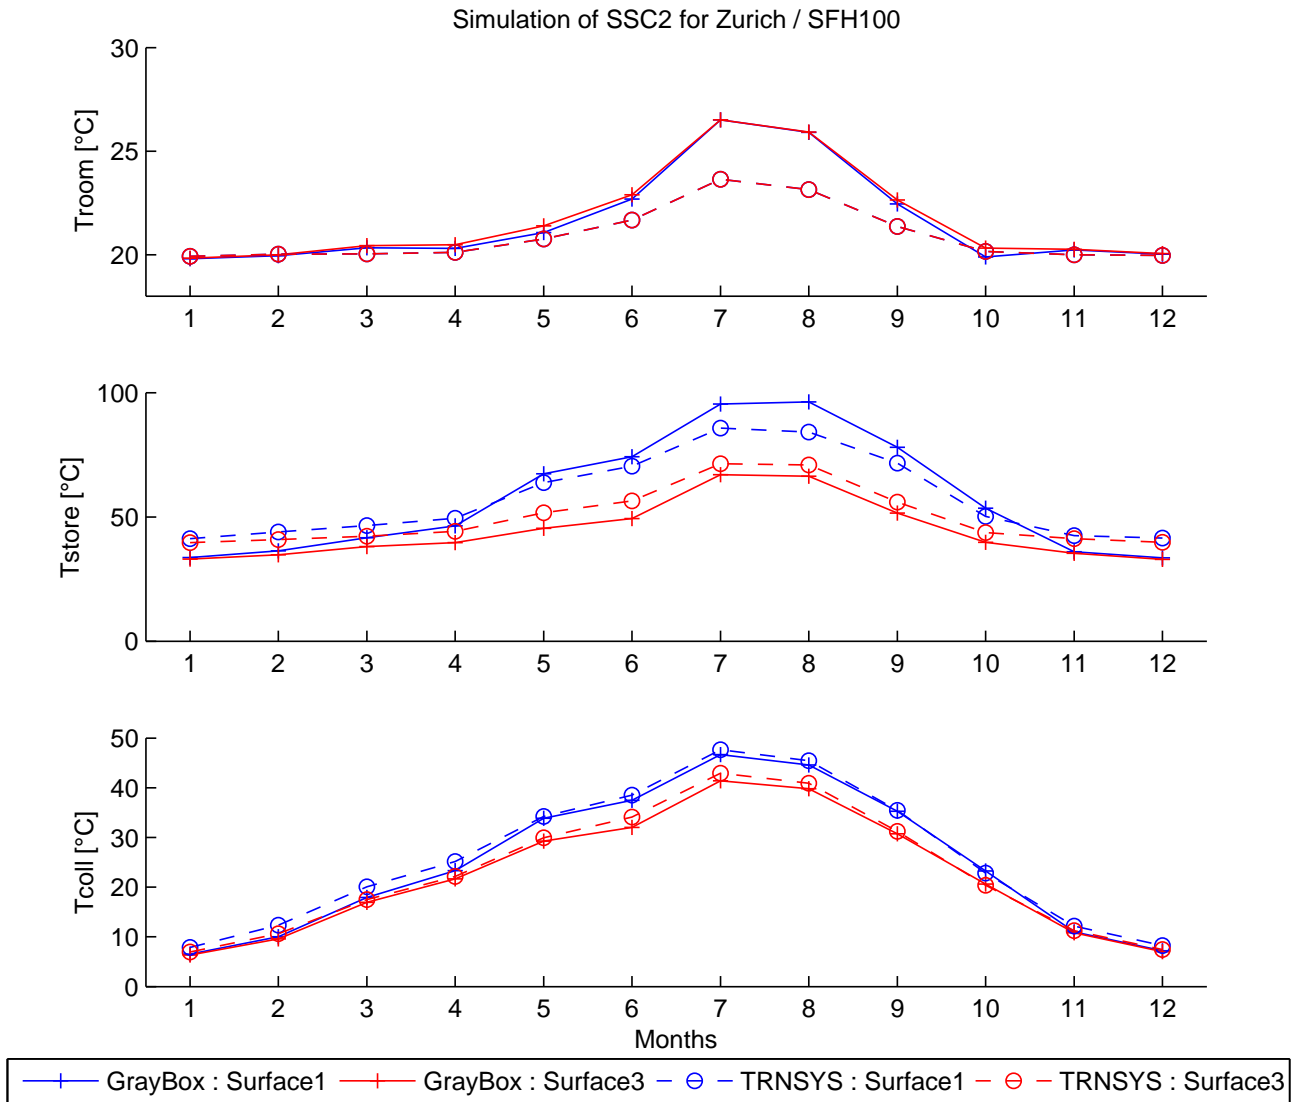 Simulation of SSC2 for Zurich / SFH100
30
25
20
Troom [°C]
1 2 3 4 5 6 7 8 9 10 11 12
100
50
0
Tstore [°C]
1 2 3 4 5 6 7 8 9 10 11 12
50
40
30
20
10
0
Tcoll [°C]
1 2 3 4 5 6 7 8 9 10 11 12
Months
GrayBox : Surface1 GrayBox : Surface3 TRNSYS : Surface1 TRNSYS : Surface3